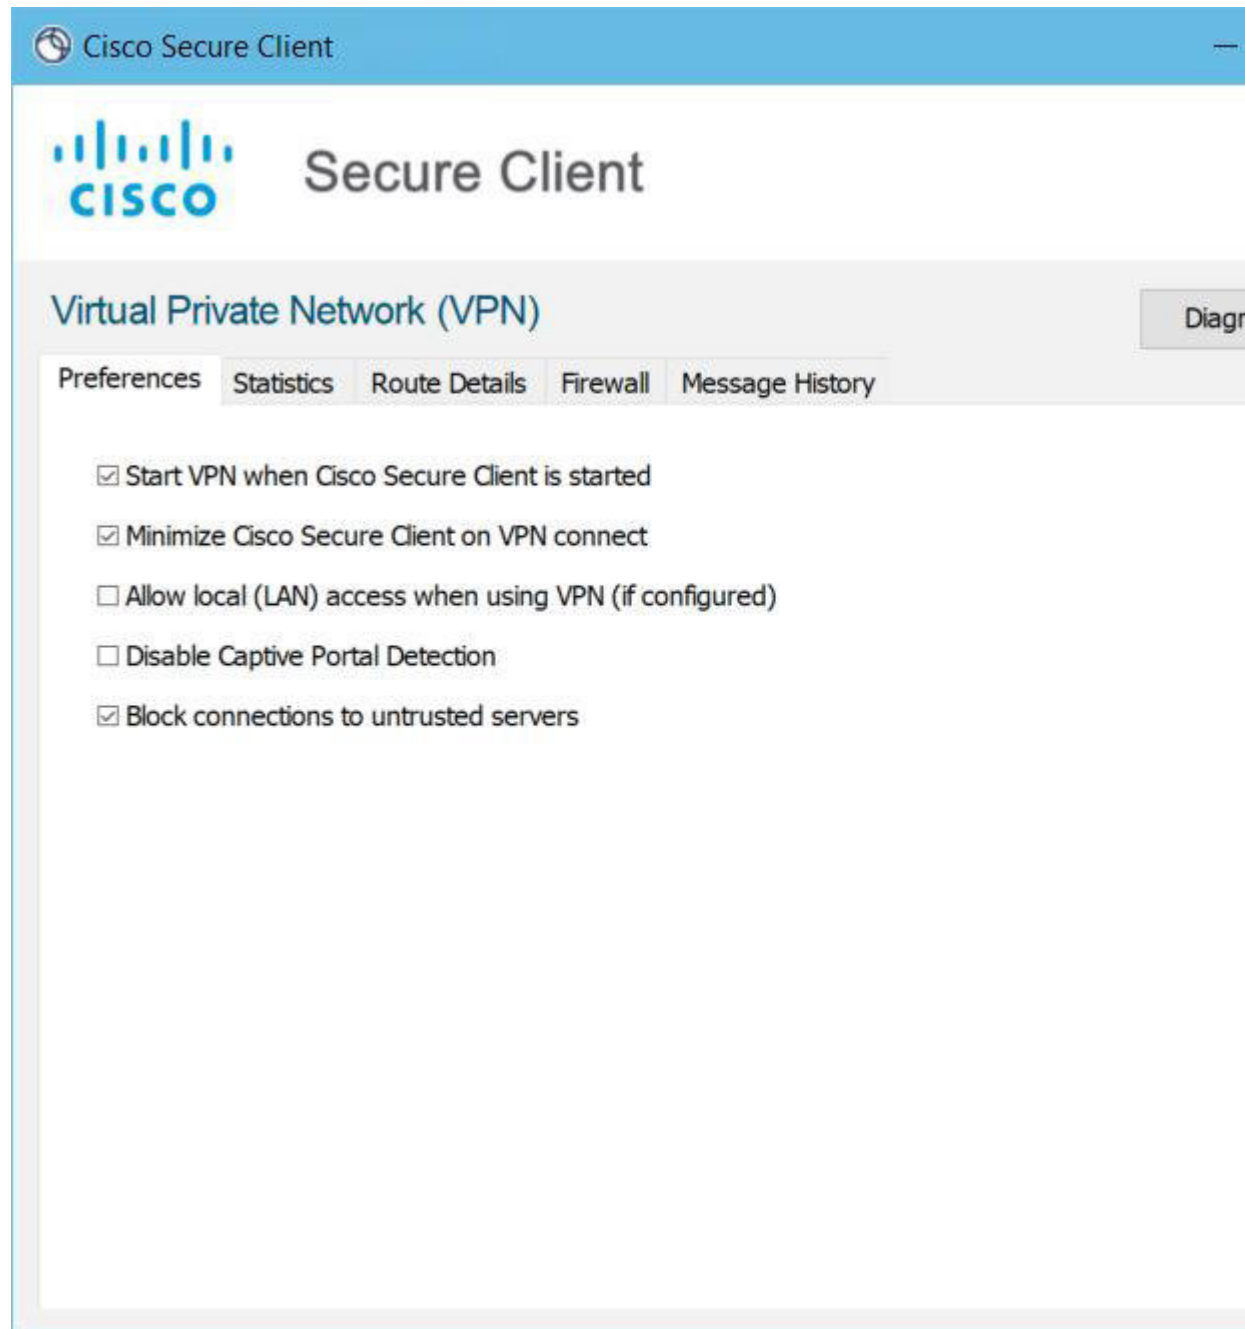 Cisco Secure Client
CISCO
Secure Client
Virtual Private Network (VPN)
Diagr
Preferences Statistics Route Details Firewall Message History
Start VPN when Cisco Secure Client is started
Minimize Cisco Secure Client on VPN connect
Allow local (LAN) access when using VPN (if configured)
Disable Captive Portal Detection
Block connections to untrusted servers